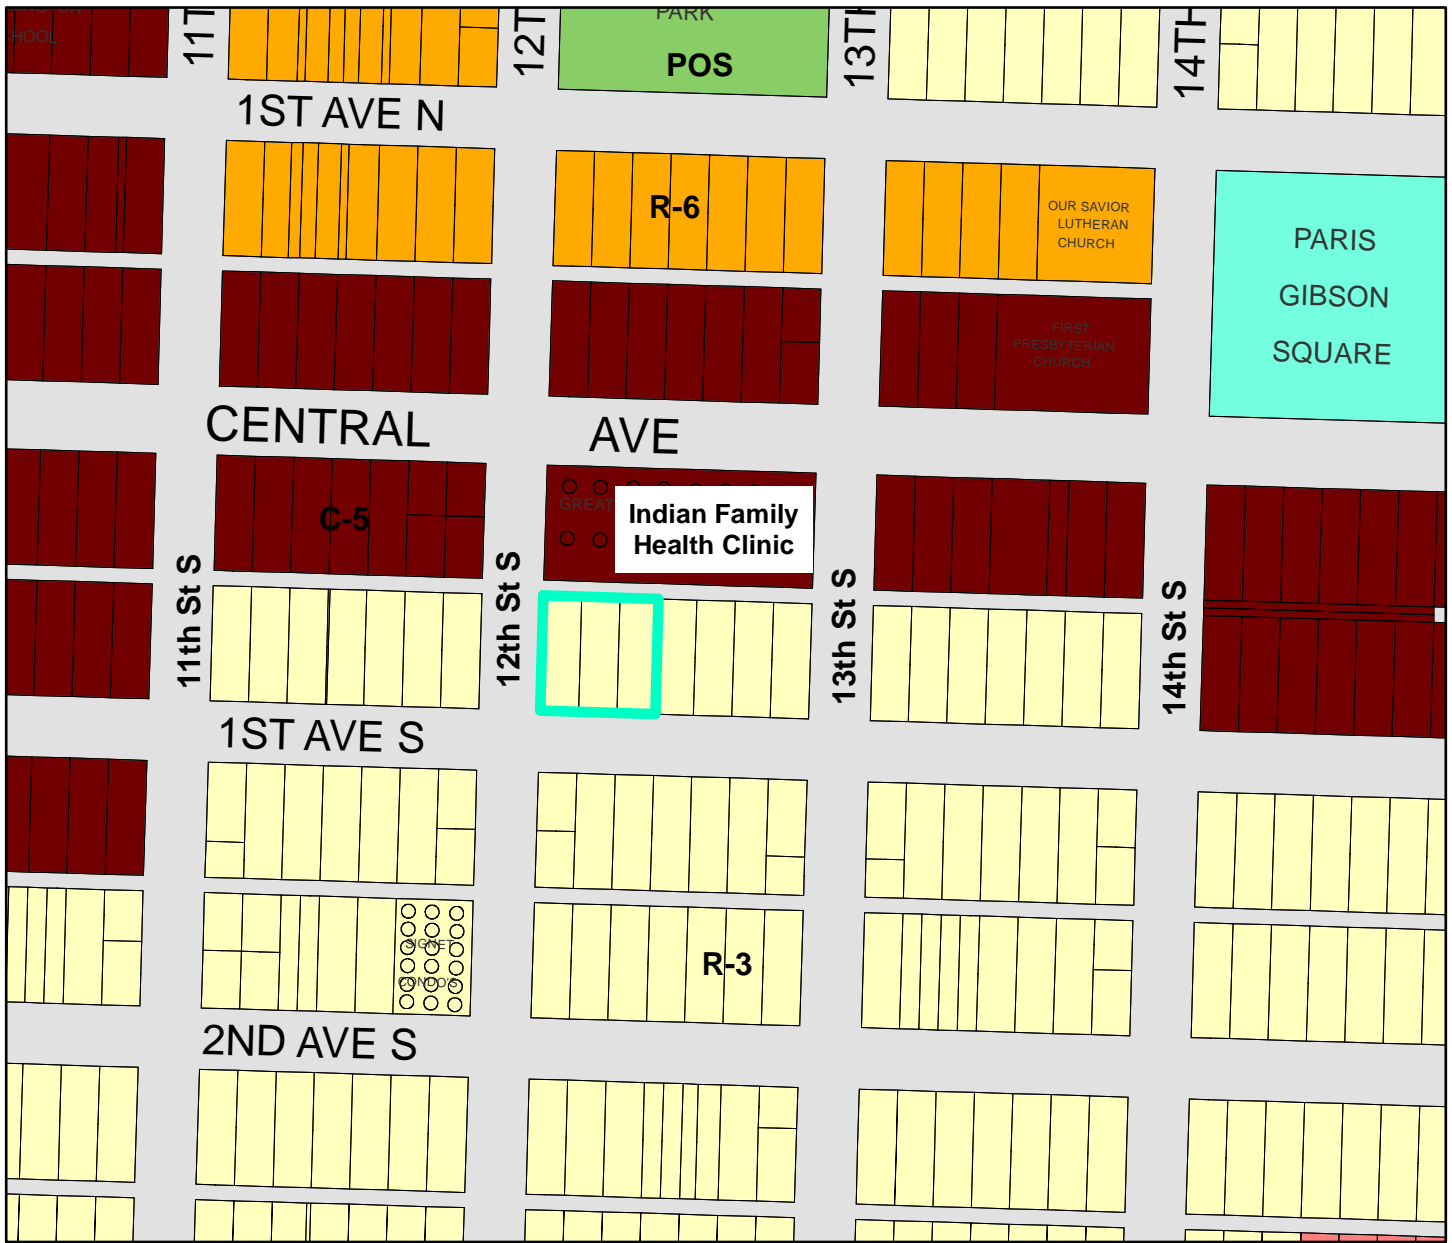 HOOL
11T
12T
PARK
POS
13TH
14TH
1ST AVE N
R-6
OUR SAVIOR
LUTHERAN
CHURCH
PARIS
GIBSON
SQUARE
FIRST
PRESBYTERIAN
CHURCH
CENTRAL AVE
C-5
GREAT
Indian Family
Health Clinic
11th St S
12th St S
13th St S
14th St S
1ST AVE S
SIGNET
CONDO'S
R-3
2ND AVE S